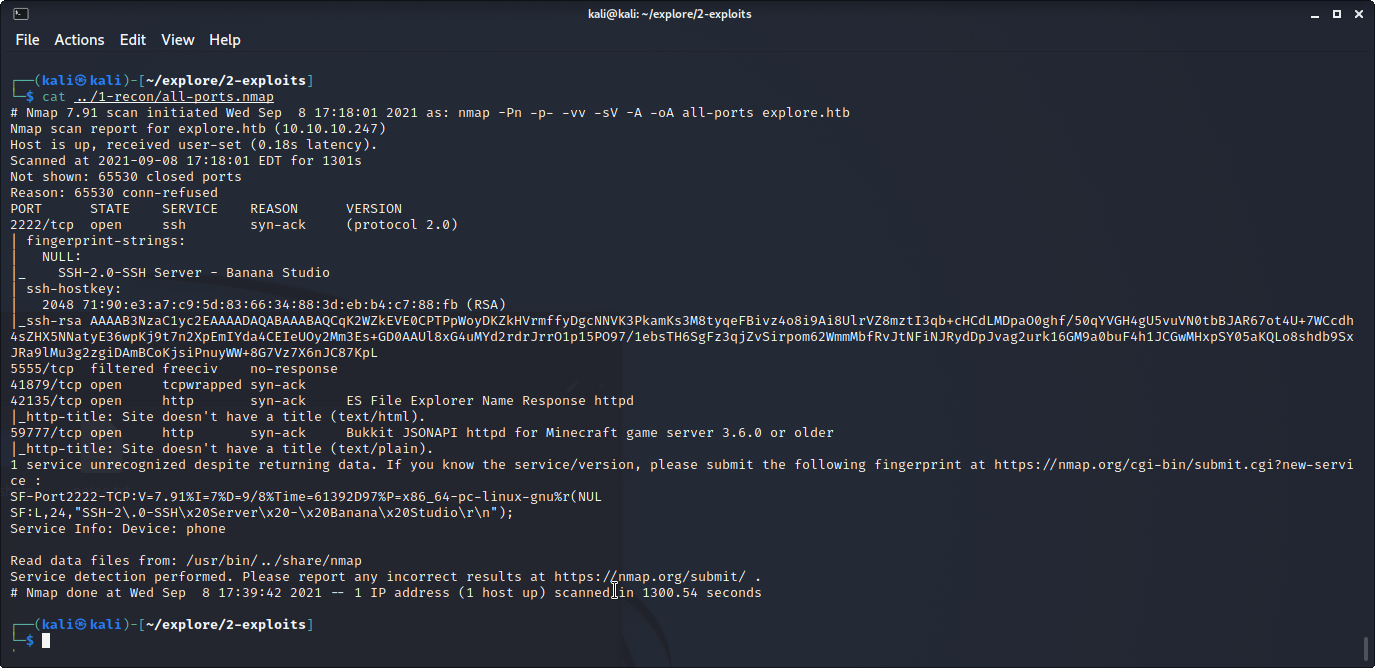 kali@kali: ~/explore/2-exploits
File Actions Edit View Help
┌──(kali㉿kali)-[~/explore/2-exploits]
└─$ cat ../1-recon/all-ports.nmap
# Nmap 7.91 scan initiated Wed Sep  8 17:18:01 2021 as: nmap -Pn -p- -vv -sV -A -oA all-ports explore.htb
Nmap scan report for explore.htb (10.10.10.247)
Host is up, received user-set (0.18s latency).
Scanned at 2021-09-08 17:18:01 EDT for 1301s
Not shown: 65530 closed ports
Reason: 65530 conn-refused
PORT      STATE    SERVICE    REASON      VERSION
2222/tcp  open     ssh        syn-ack     (protocol 2.0)
| fingerprint-strings:
|   NULL:
|_    SSH-2.0-SSH Server - Banana Studio
| ssh-hostkey:
|   2048 71:90:e3:a7:c9:5d:83:66:34:88:3d:eb:b4:c7:88:fb (RSA)
|_ssh-rsa AAAAB3NzaC1yc2EAAAADAQABAAABAQCqK2WZkEVE0CPTPpWoyDKZkHVrmffyDgcNNVK3PkamKs3M8tyqeFBivz4o8i9Ai8UlrVZ8mztI3qb+cHCdLMDpaO0ghf/50qYVGH4gU5vuVN0tbBJAR67ot4U+7WCcdh
4sZHX5NNatyE36wpKj9t7n2XpEmIYda4CEIeUOy2Mm3Es+GD0AAUl8xG4uMYd2rdrJrrO1p15PO97/1ebsTH6SgFz3qjZvSirpom62WmmMbfRvJtNFiNJRydDpJvag2urk16GM9a0buF4h1JCGwMHxpSY05aKQLo8shdb9Sx
JRa9lMu3g2zgiDAmBCoKjsiPnuyWW+8G7Vz7X6nJC87KpL
5555/tcp  filtered freeciv    no-response
41879/tcp open     tcpwrapped syn-ack
42135/tcp open     http       syn-ack     ES File Explorer Name Response httpd
|_http-title: Site doesn't have a title (text/html).
59777/tcp open     http       syn-ack     Bukkit JSONAPI httpd for Minecraft game server 3.6.0 or older
|_http-title: Site doesn't have a title (text/plain).
1 service unrecognized despite returning data. If you know the service/version, please submit the following fingerprint at https://nmap.org/cgi-bin/submit.cgi?new-servi
ce :
SF-Port2222-TCP:V=7.91%I=7%D=9/8%Time=61392D97%P=x86_64-pc-linux-gnu%r(NUL
SF:L,24,"SSH-2\.0-SSH\x20Server\x20-\x20Banana\x20Studio\r\n");
Service Info: Device: phone
Read data files from: /usr/bin/../share/nmap
Service detection performed. Please report any incorrect results at https://nmap.org/submit/ .
# Nmap done at Wed Sep  8 17:39:42 2021 -- 1 IP address (1 host up) scanned in 1300.54 seconds
┌──(kali㉿kali)-[~/explore/2-exploits]
└─$